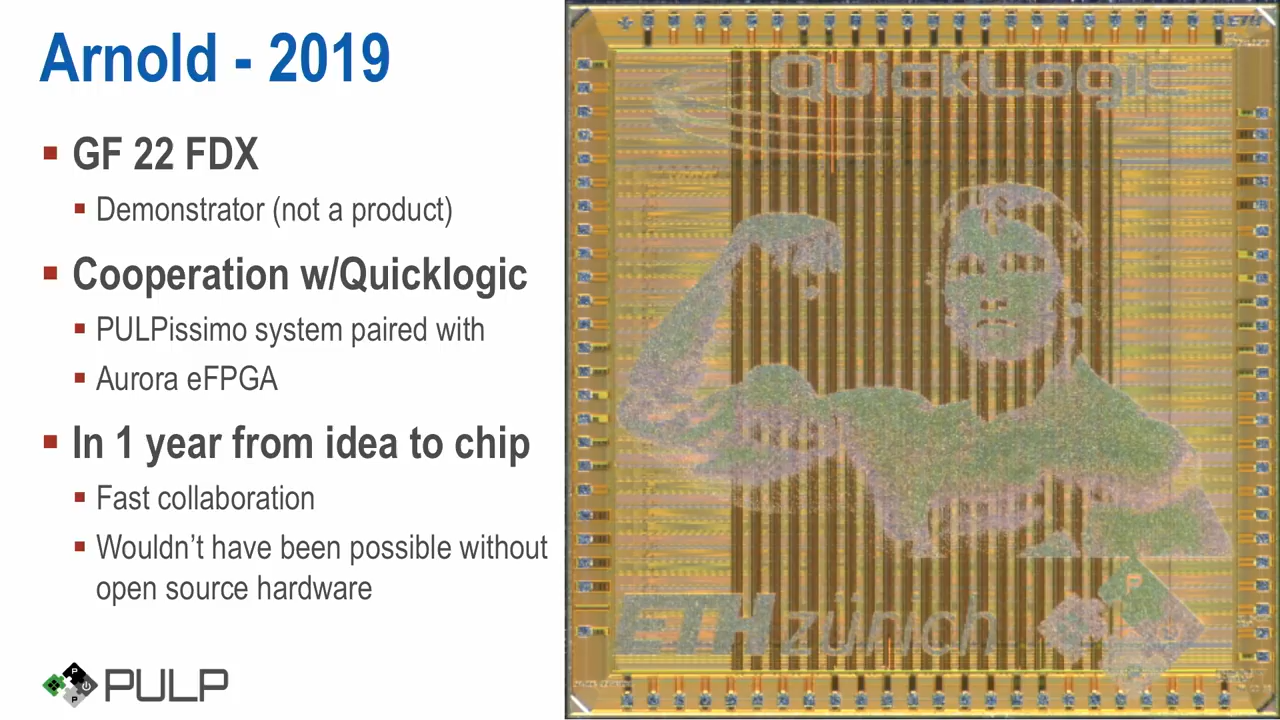 Arnold - 2019
GF 22 FDX
Demonstrator (not a product)
Cooperation w/Quicklogic
PULPissimo system paired with
Aurora eFPGA
In 1 year from idea to chip
Fast collaboration
Wouldn't have been possible without
open source hardware
PULP
QuickLogic
ETH zürich
P